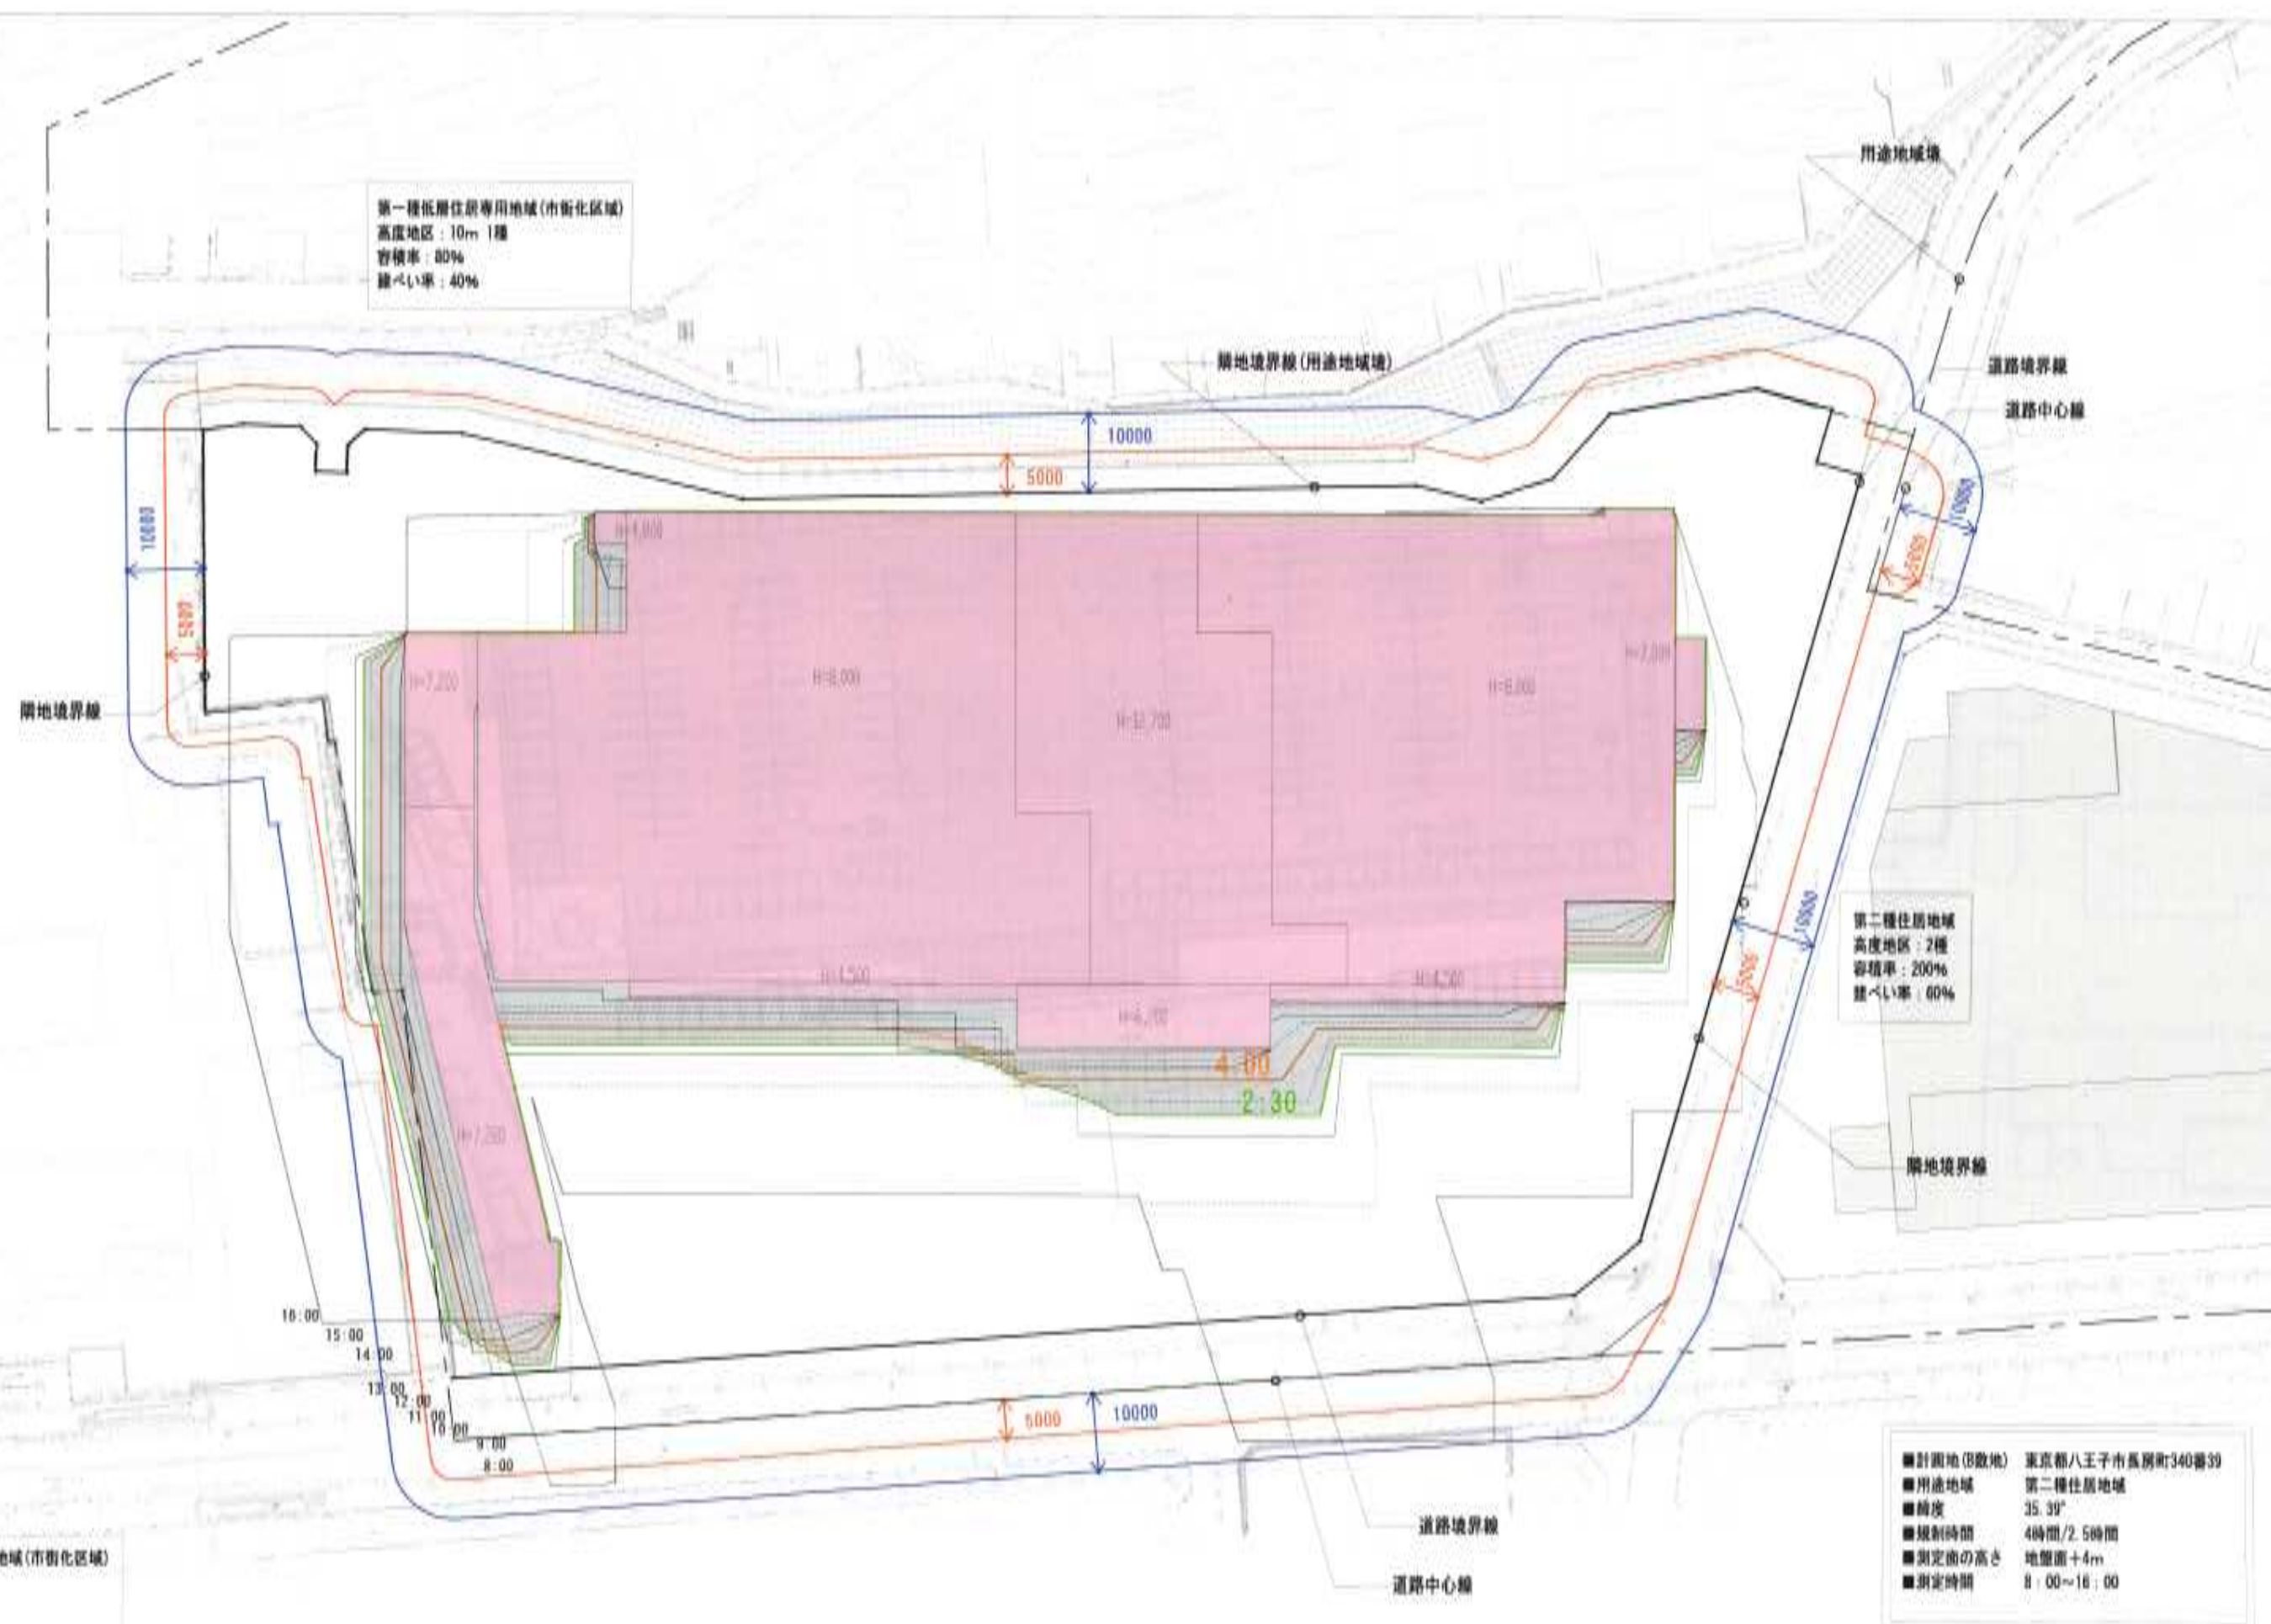 用途地域境
第一種低層住居専用地域(市街化区域)
高度地区：10m 1種
容積率：80%
建ぺい率：40%
隣地境界線(用途地域境)
道路境界線
道路中心線
10000
5000
10000
5000
10000
5000
H=4,000
H=7,200
H=8,000
H=8,000
隣地境界線
第二種住居地域
高度地区：2種
容積率：200%
建ぺい率：60%
10000
5000
H=4,500
4:00
2:30
隣地境界線
16:00
15:00
14:00
13:00
12:00
11:00
10:00
9:00
8:00
5000
10000
道路境界線
道路中心線
地域(市街化区域)
■計画地(B敷地) 東京都八王子市長房町340番39
■用途地域 第二種住居地域
■緯度 35.39°
■規制時間 4時間/2.5時間
■測定面の高さ 地盤面+4m
■測定時間 8:00～16:00